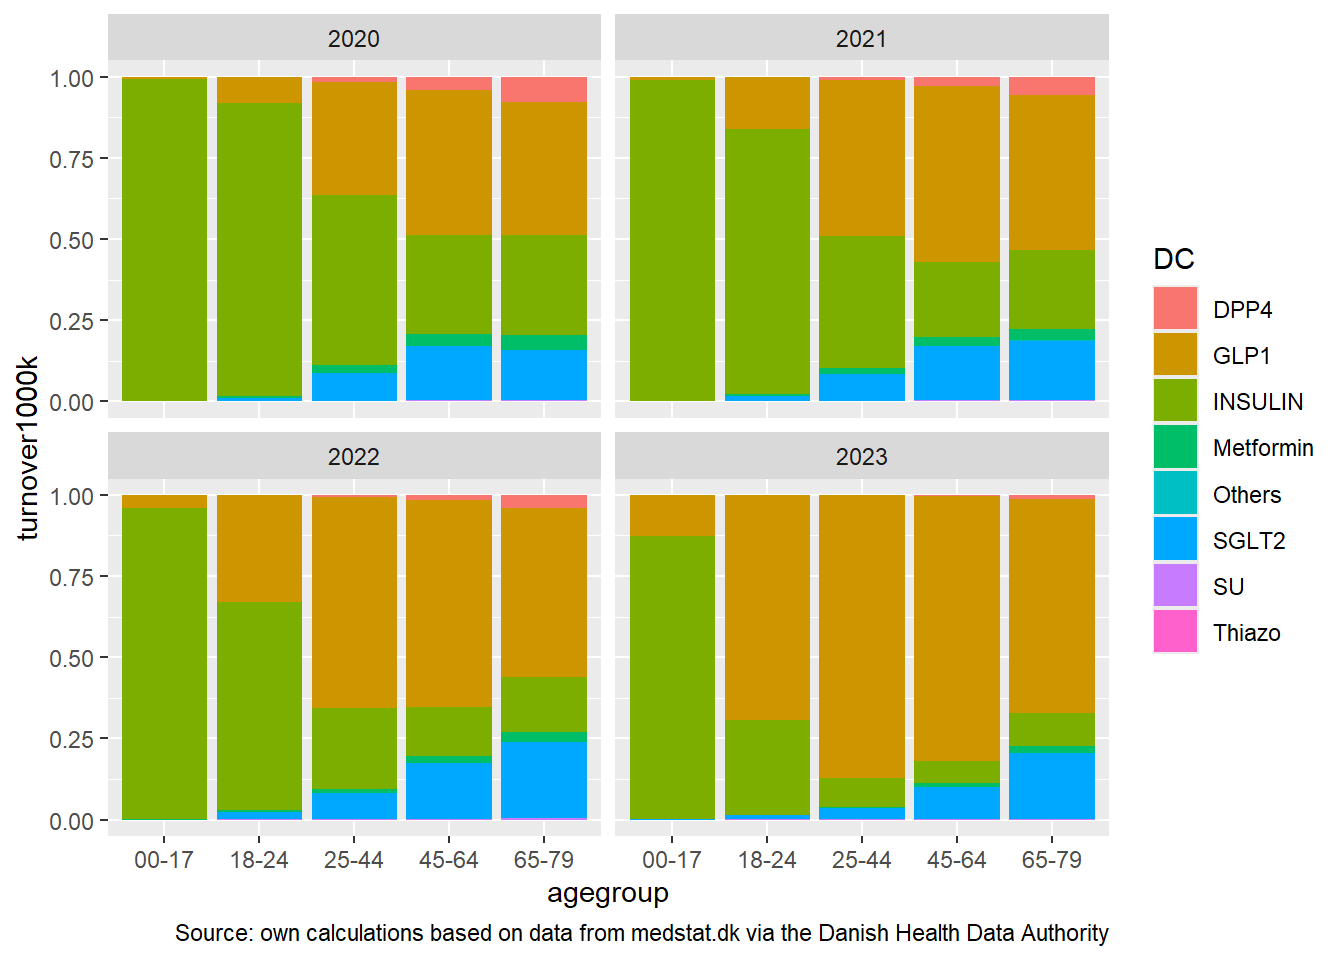 2020
2021
1.00
0.75
0.50
0.25
0.00
2022
2023
1.00
0.75
0.50
0.25
0.00
00-17 18-24 25-44 45-64 65-79
00-17 18-24 25-44 45-64 65-79
agegroup
turnover1000k
DC
DPP4
GLP1
INSULIN
Metformin
Others
SGLT2
SU
Thiazo
Source: own calculations based on data from medstat.dk via the Danish Health Data Authority